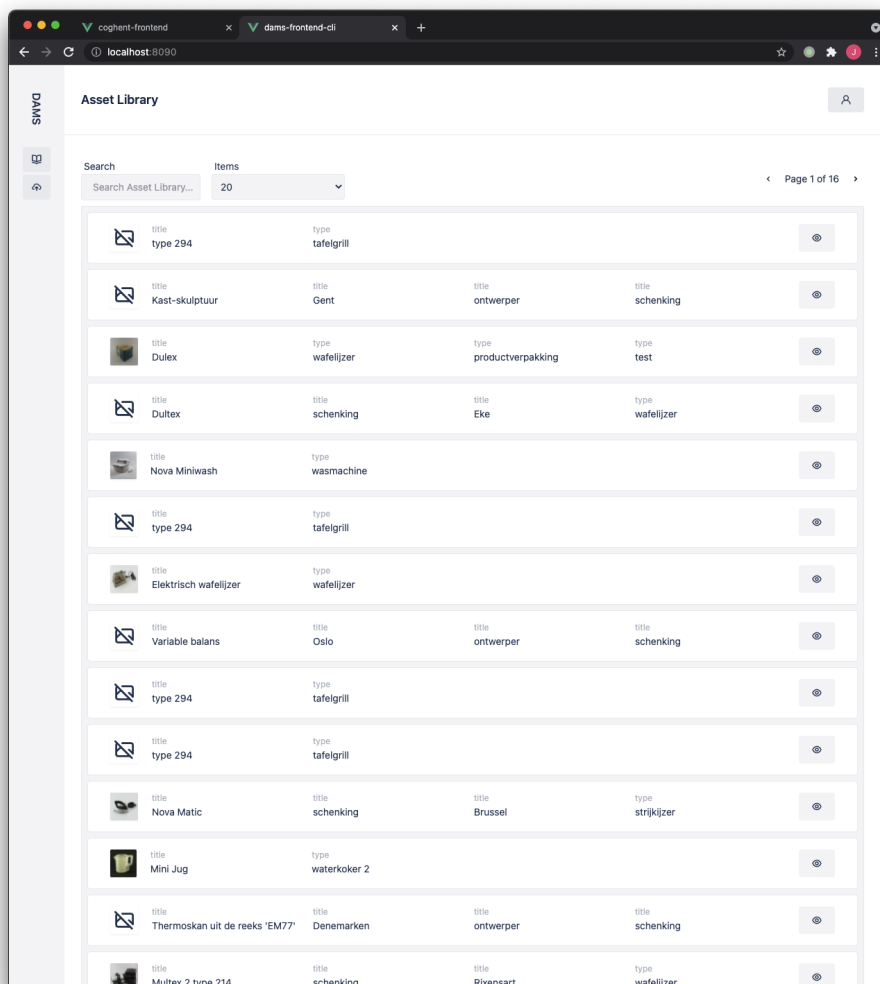 coghent-frontend
dams-frontend-cli
localhost:8090
J
DAMS
Asset Library
Search
Items
Search Asset Library...
20
Page 1 of 16
title type
type 294 tafelgrill
title title title title
Kast-skulptuur Gent ontwerper schenking
title type type type
Dulex wafelijzer productverpakking test
title title title type
Dultex schenking Eke wafelijzer
title type
Nova Miniwash wasmachine
title type
type 294 tafelgrill
title type
Elektrisch wafelijzer wafelijzer
title title title title
Variable balans Oslo ontwerper schenking
title type
type 294 tafelgrill
title type
type 294 tafelgrill
title title title type
Nova Matic schenking Brussel strijkijzer
title type
Mini Jug waterkoker 2
title title title title
Thermoskan uit de reeks 'EM77' Denemarken ontwerper schenking
title title title type
Multex 2 type 214 schenking Rixensart wafelijzer